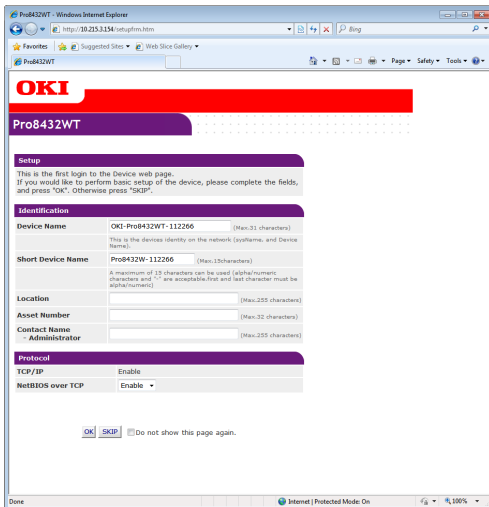 Pro8432WT - Windows Internet Explorer
http://10.215.3.154/setupfrm.htm
Bing
Favorites Suggested Sites Web Slice Gallery
Pro8432WT Page Safety Tools
OKI
Pro8432WT
Setup
This is the first login to the Device web page.
If you would like to perform basic setup of the device, please complete the fields,
and press "OK". Otherwise press "SKIP".
Identification
Device Name OKI-Pro8432WT-112266 (Max.31 characters)
This is the devices identity on the network (sysName, and Device
Name).
Short Device Name Pro8432W-112266 (Max.15characters)
A maximum of 15 characters can be used (alpha/numeric
characters and "-" are acceptable.first and last character must be
alpha/numeric)
Location (Max.255 characters)
Asset Number (Max.32 characters)
Contact Name
- Administrator (Max.255 characters)
Protocol
TCP/IP Enable
NetBIOS over TCP Enable
OK SKIP Do not show this page again.
Done Internet | Protected Mode: On 100%